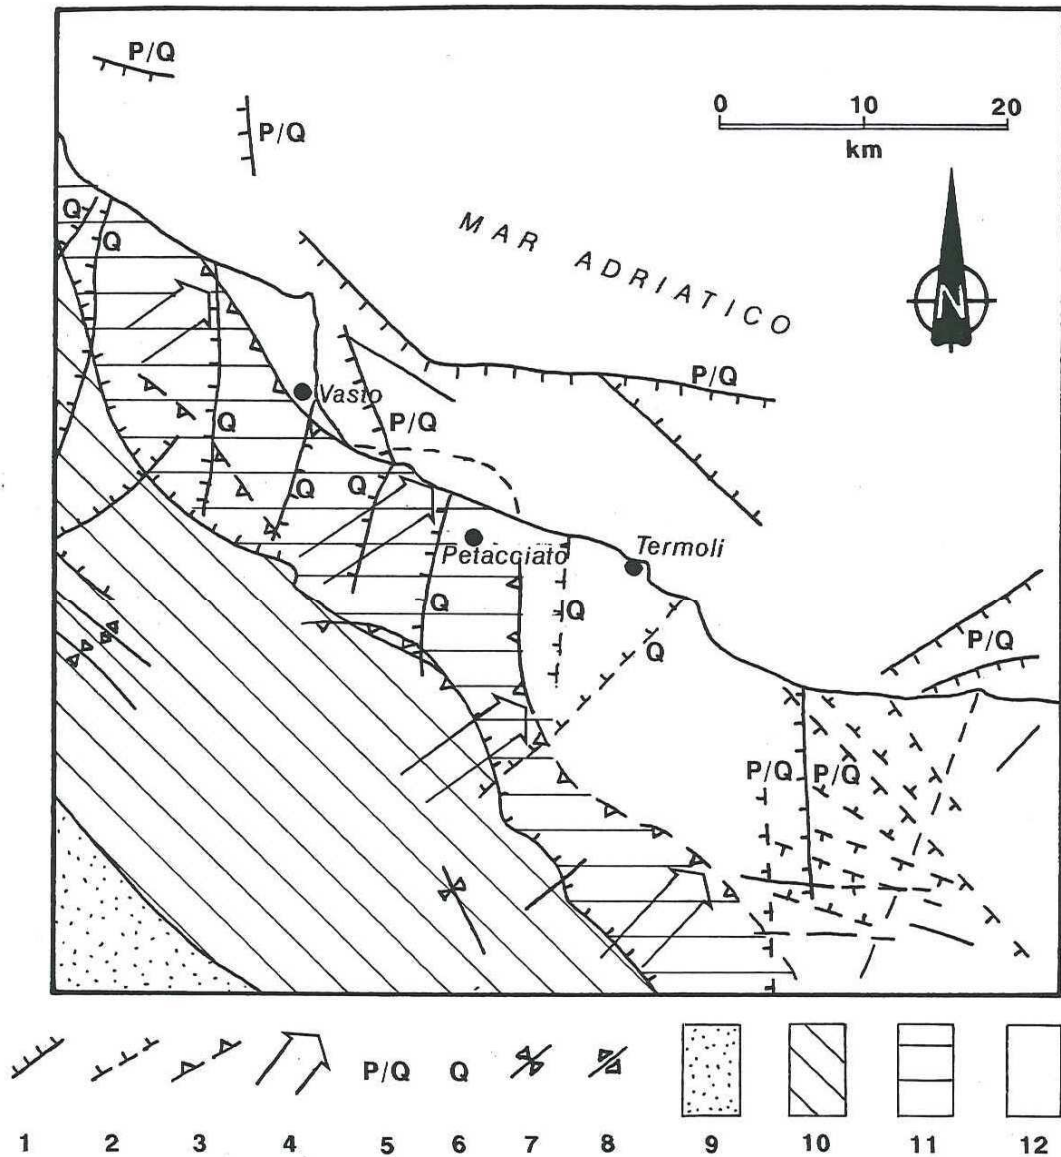 P/Q
P/Q
0 10 20
km
MAR ADRIATICO
N
Q
Q
P/Q
Vasto
Q
P/Q
Q
Q
Petacciato
Termoli
Q
Q
Q
P/Q
P/Q
P/Q
P/Q Q
1 2 3 4 5 6 7 8 9 10 11 12